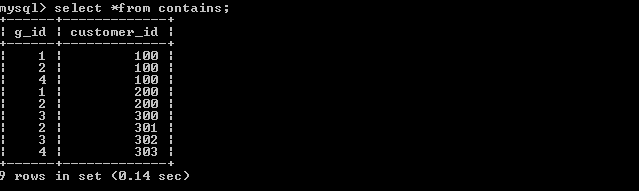 mysql> select *from contains;
+------+-------------+
| g_id | customer_id |
+------+-------------+
|    1 |         100 |
|    2 |         100 |
|    4 |         100 |
|    1 |         200 |
|    2 |         200 |
|    3 |         300 |
|    2 |         301 |
|    3 |         302 |
|    4 |         303 |
+------+-------------+
9 rows in set (0.14 sec)